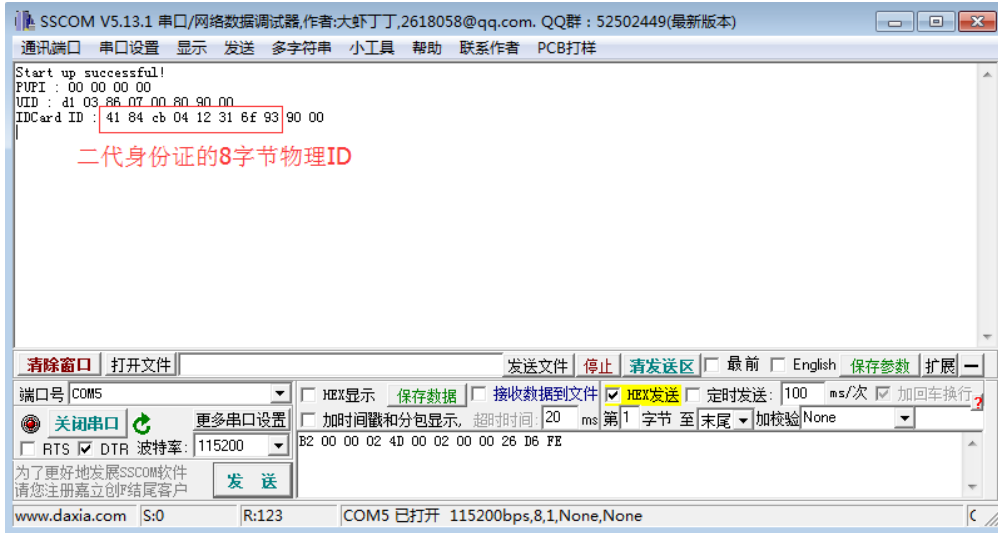 SSCOM V5.13.1 串口/网络数据调试器,作者:大虾丁丁,2618058@qq.com. QQ群：52502449(最新版本)
通讯端口 串口设置 显示 发送 多字符串 小工具 帮助 联系作者 PCB打样
Start up successful!
PUPI : 00 00 00 00
UID : d1 03 86 07 00 80 90 00
IDCard ID : 41 84 cb 04 12 31 6f 93 90 00
二代身份证的8字节物理ID
清除窗口 打开文件 发送文件 停止 清发送区 最前 English 保存参数 扩展 —
端口号 COM5 HEX显示 保存数据 接收数据到文件 HEX发送 定时发送: 100 ms/次 加回车换行
关闭串口 更多串口设置 加时间戳和分包显示, 超时时间: 20 ms 第 1 字节 至 末尾 加校验 None
RTS DTR 波特率: 115200 B2 00 00 02 4D 00 02 00 00 26 D6 FE
为了更好地发展SSCOM软件
请您注册嘉立创F结尾客户
发 送
www.daxia.com S:0 R:123 COM5 已打开 115200bps,8,1,None,None